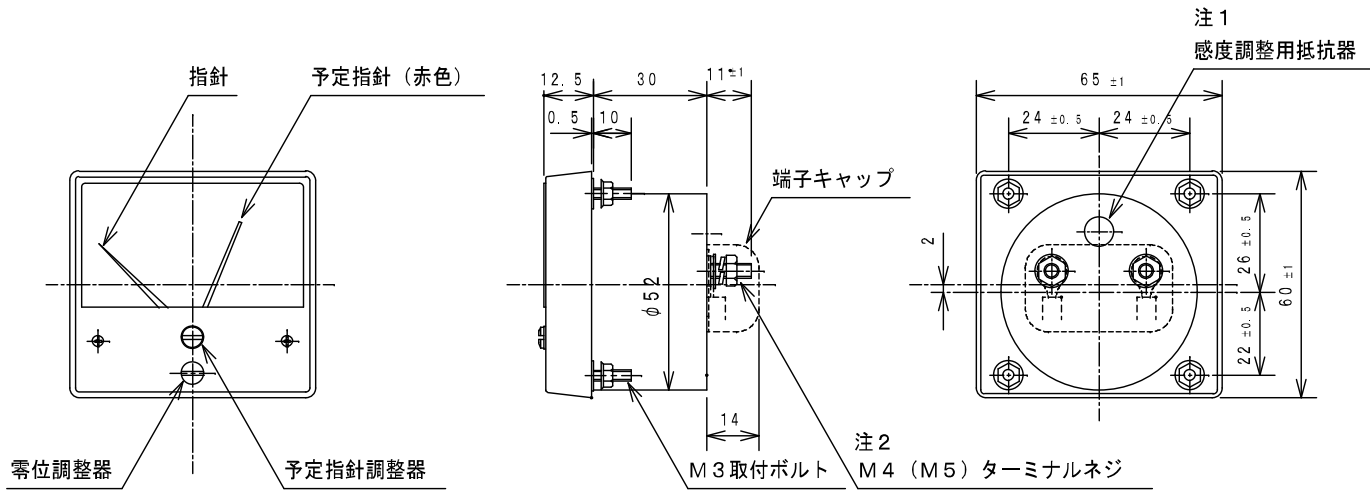 注1
感度調整用抵抗器
指針
予定指針（赤色）
12.5
30
11±1
65 ±1
0.5
10
24 ±0.5
24 ±0.5
端子キャップ
2
φ52
26 ±0.5
60 ±1
22 ±0.5
14
注2
零位調整器
予定指針調整器
M3取付ボルト
M4（M5）ターミナルネジ